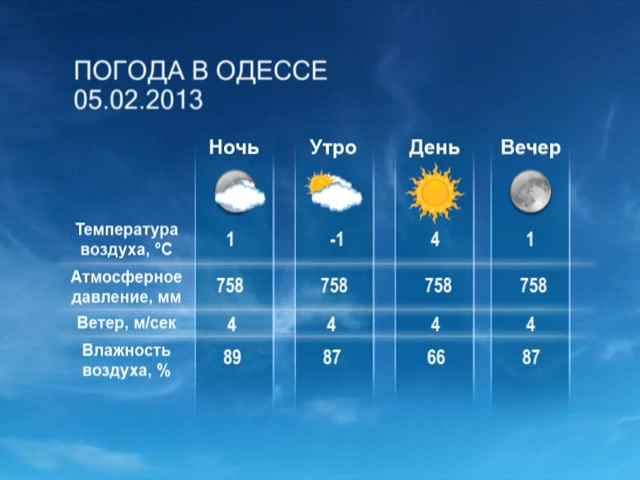 ПОГОДА В ОДЕССЕ
05.02.2013
Ночь Утро День Вечер
Температура
воздуха, °С 1 -1 4 1
Атмосферное
давление, мм 758 758 758 758
Ветер, м/сек 4 4 4 4
Влажность
воздуха, % 89 87 66 87